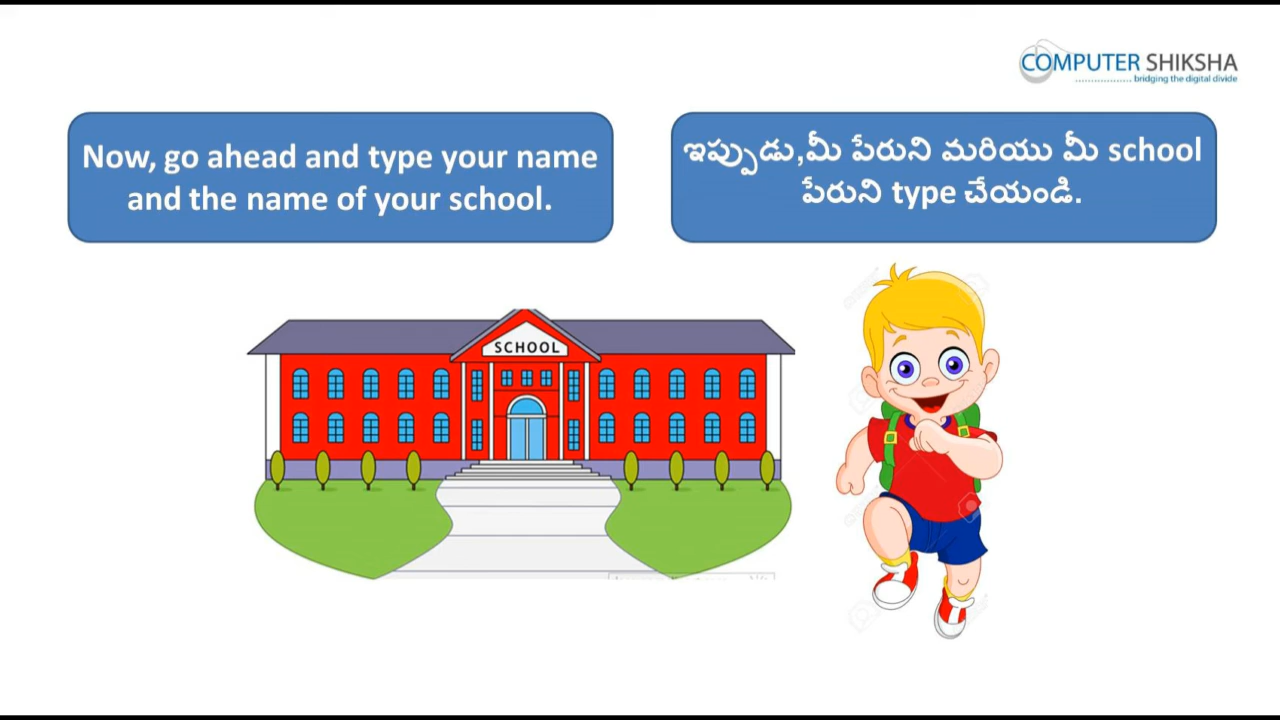 COMPUTER SHIKSHA
bridging the digital divide
Now, go ahead and type your name
and the name of your school.
ఇప్పుడు,మీ పేరుని మరియు మీ school
పేరుని type చేయండి.
SCHOOL